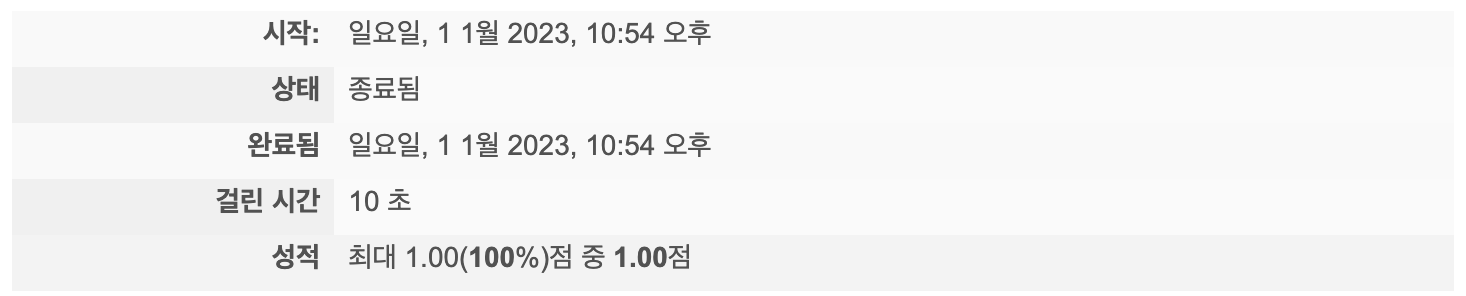 시작: 일요일, 1 1월 2023, 10:54 오후
상태 종료됨
완료됨 일요일, 1 1월 2023, 10:54 오후
걸린 시간 10 초
성적 최대 1.00(100%)점 중 1.00점